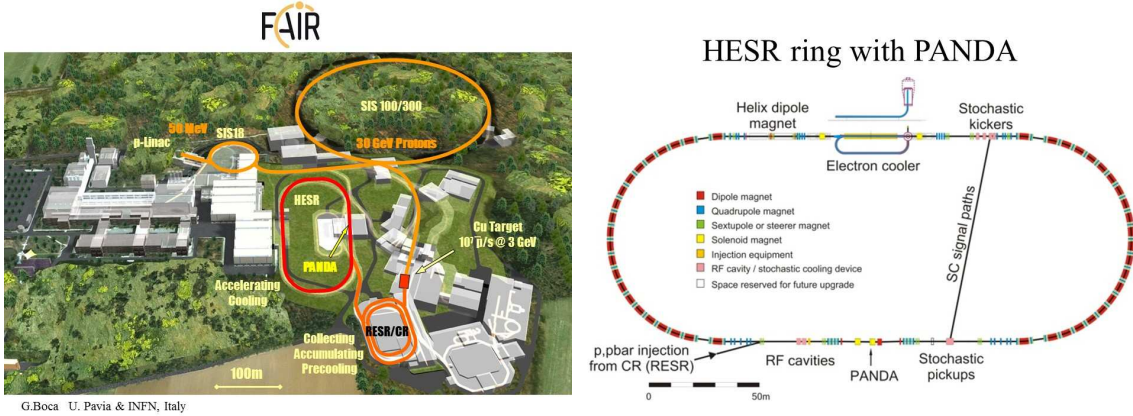 FAIR
SIS 100/300
50 MeV
SIS18
p-Linac
30 GeV Protons
HESR
Cu Target
10⁷ p̅/s @ 3 GeV
PANDA
Accelerating
Cooling
RESR/CR
Collecting
Accumulating
Precooling
100m
G.Boca U. Pavia & INFN, Italy
HESR ring with PANDA
Helix dipole
magnet
Stochastic
kickers
Electron cooler
Dipole magnet
Quadrupole magnet
Sextupole or steerer magnet
Solenoid magnet
Injection equipment
RF cavity / stochastic cooling device
Space reserved for future upgrade
SC signal paths
p,pbar injection
from CR (RESR)
RF cavities
PANDA
Stochastic
pickups
0
50m